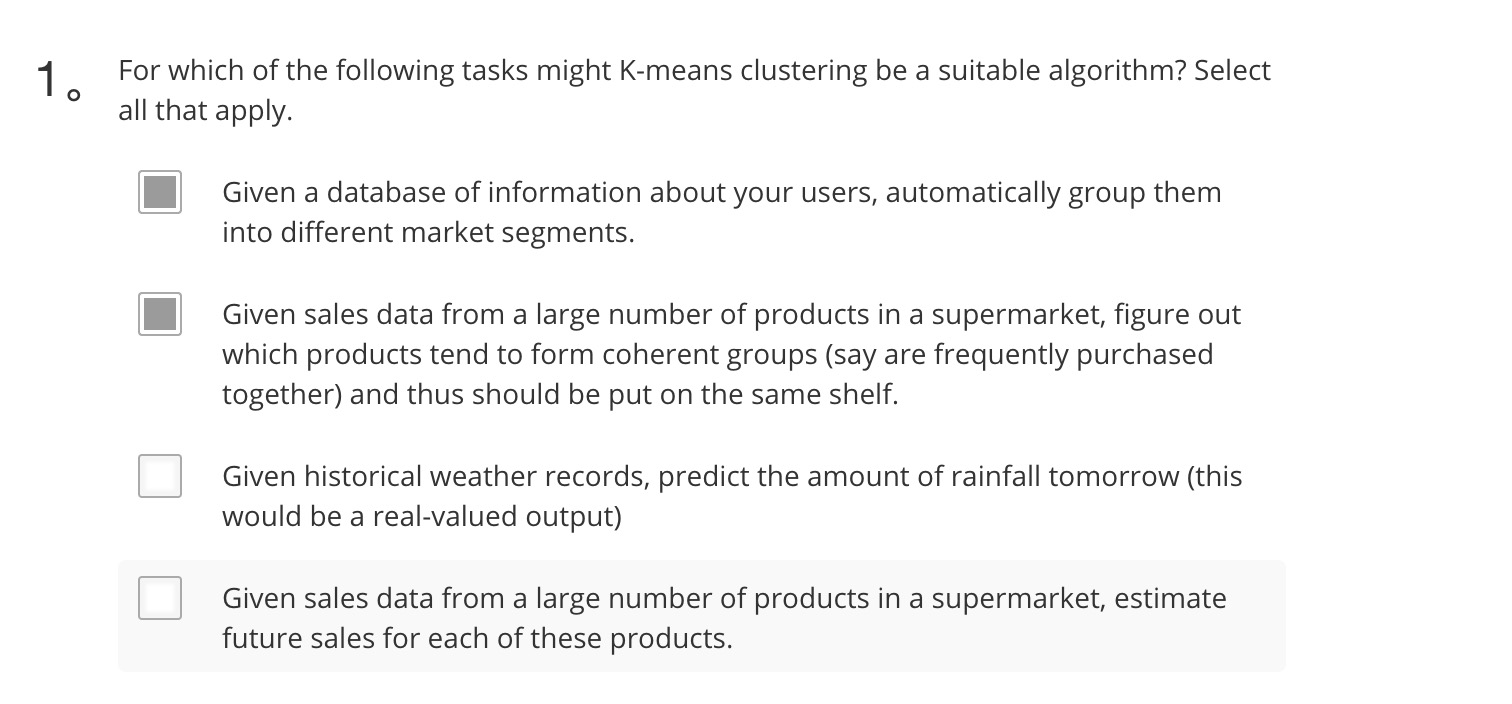 1。 For which of the following tasks might K-means clustering be a suitable algorithm? Select
all that apply.
Given a database of information about your users, automatically group them
into different market segments.
Given sales data from a large number of products in a supermarket, figure out
which products tend to form coherent groups (say are frequently purchased
together) and thus should be put on the same shelf.
Given historical weather records, predict the amount of rainfall tomorrow (this
would be a real-valued output)
Given sales data from a large number of products in a supermarket, estimate
future sales for each of these products.